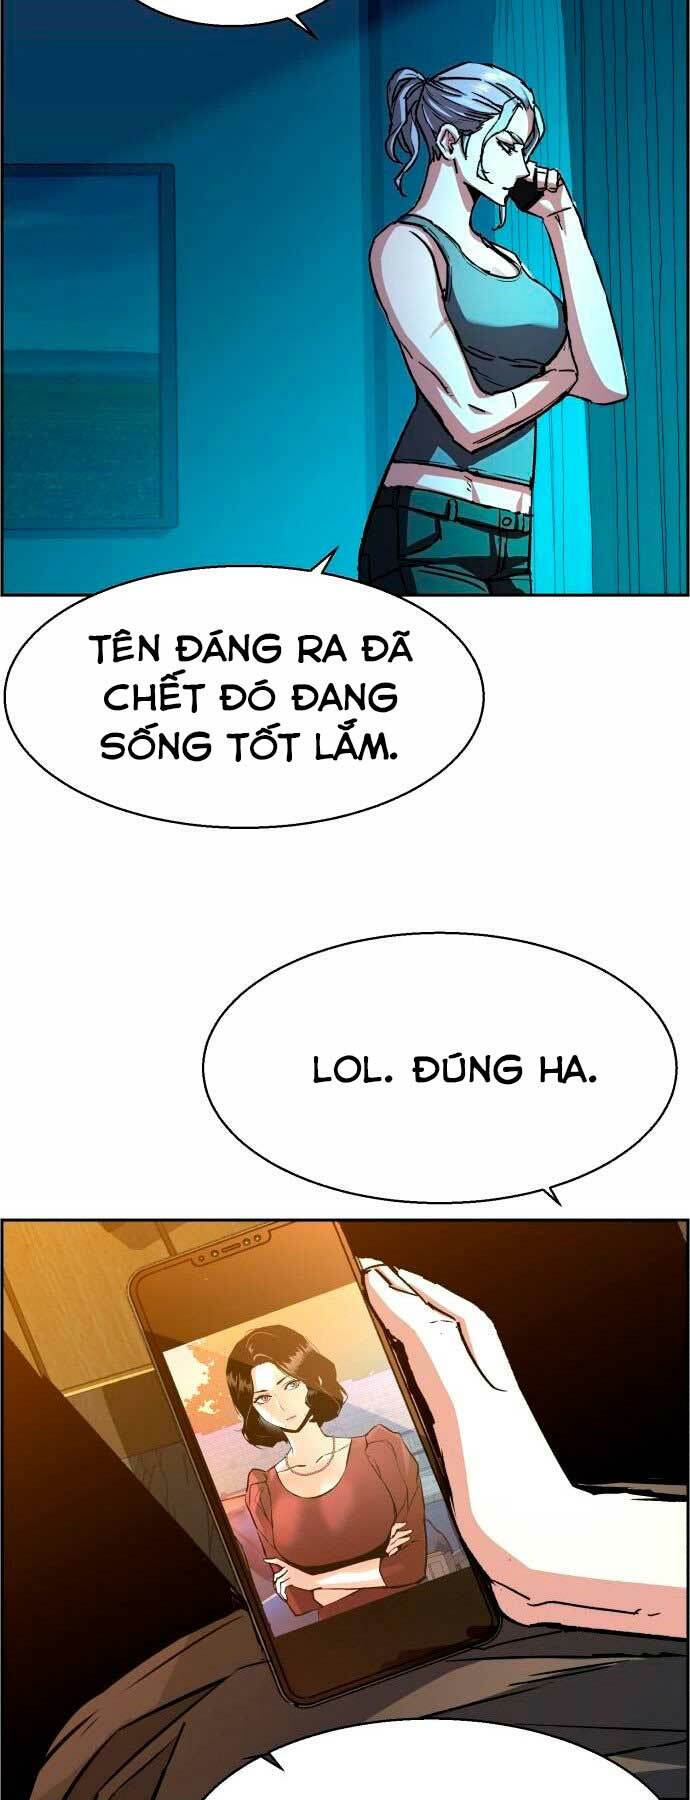 TÊN ĐÁNG RA ĐÃ
CHẾT ĐÓ ĐANG
SỐNG TỐT LẮM.
LOL. ĐÚNG HA.